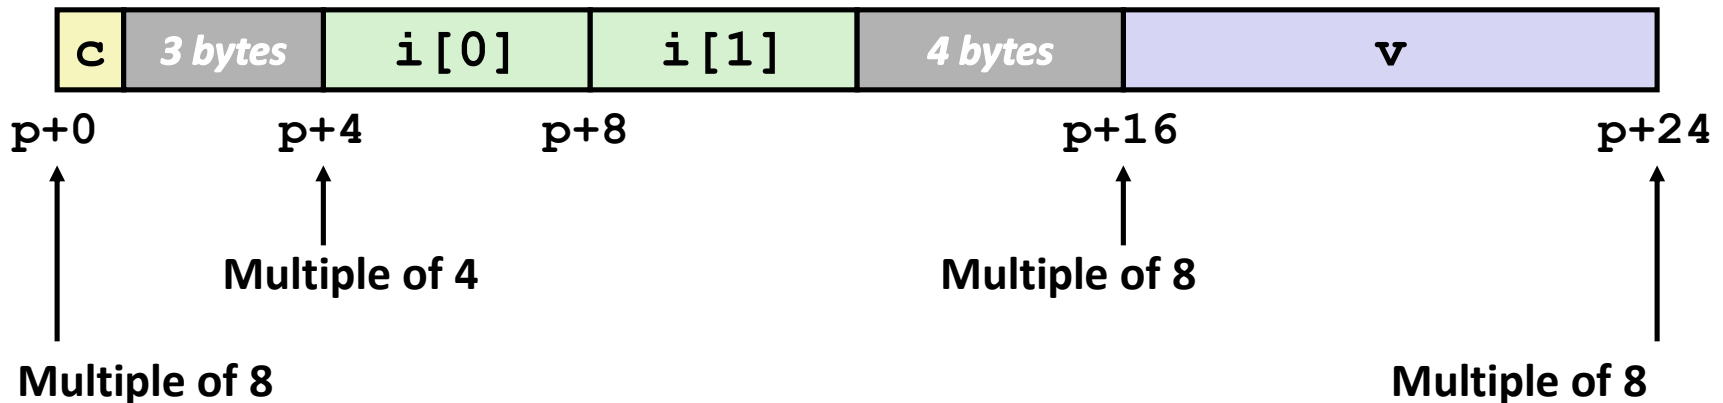 c 3 bytes i[0] i[1] 4 bytes v
p+0 p+4 p+8 p+16 p+24
Multiple of 4 Multiple of 8
Multiple of 8 Multiple of 8